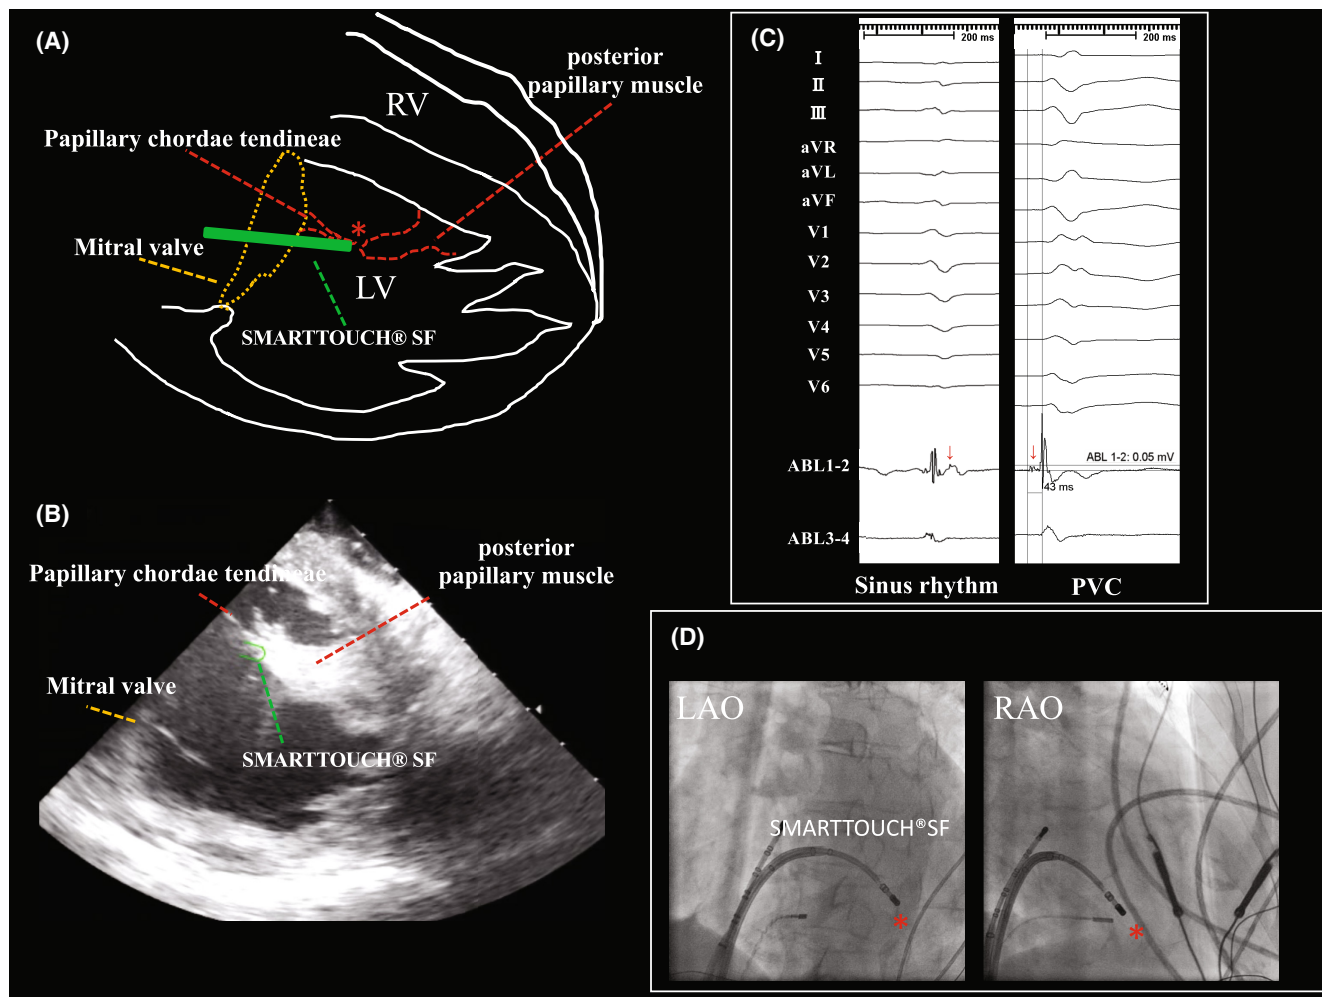 (A)
posterior
papillary muscle
RV
Papillary chordae tendineae
*
Mitral valve
LV
SMARTTOUCH® SF
(B)
posterior
papillary muscle
Papillary chordae tendineae
Mitral valve
SMARTTOUCH® SF
(C)
200 ms
200 ms
I
II
III
aVR
aVL
aVF
V1
V2
V3
V4
V5
V6
ABL1-2
ABL 1-2: 0.05 mV
43 ms
ABL3-4
Sinus rhythm
PVC
(D)
LAO
RAO
SMARTTOUCH®SF
*
*